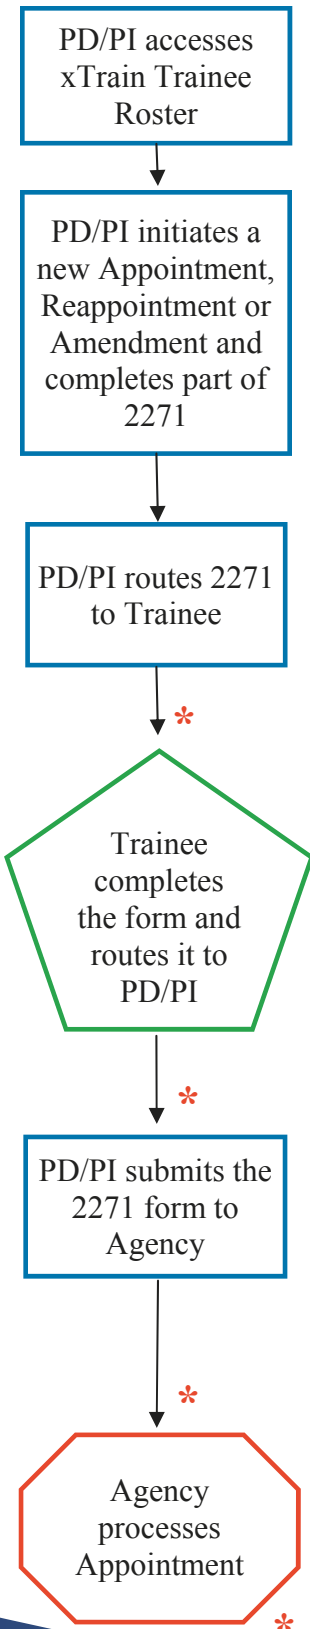 PD/PI accesses
xTrain Trainee
Roster
PD/PI initiates a
new Appointment,
Reappointment or
Amendment and
completes part of
2271
PD/PI routes 2271
to Trainee
*
Trainee
completes
the form and
routes it to
PD/PI
*
PD/PI submits the
2271 form to
Agency
*
Agency
processes
Appointment
*